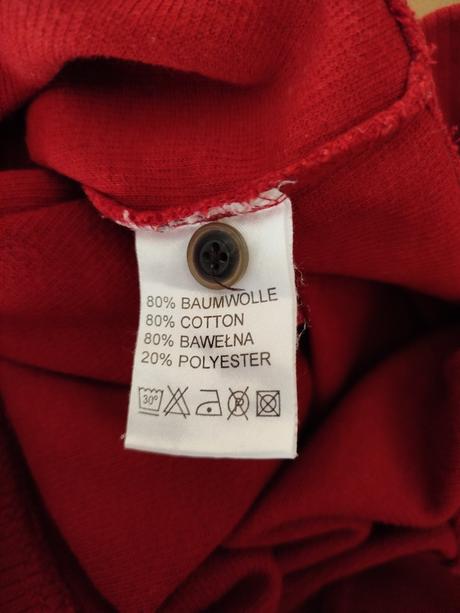 80% BAUMWOLLE
80% COTTON
80% BAWEŁNA
20% POLYESTER
30°